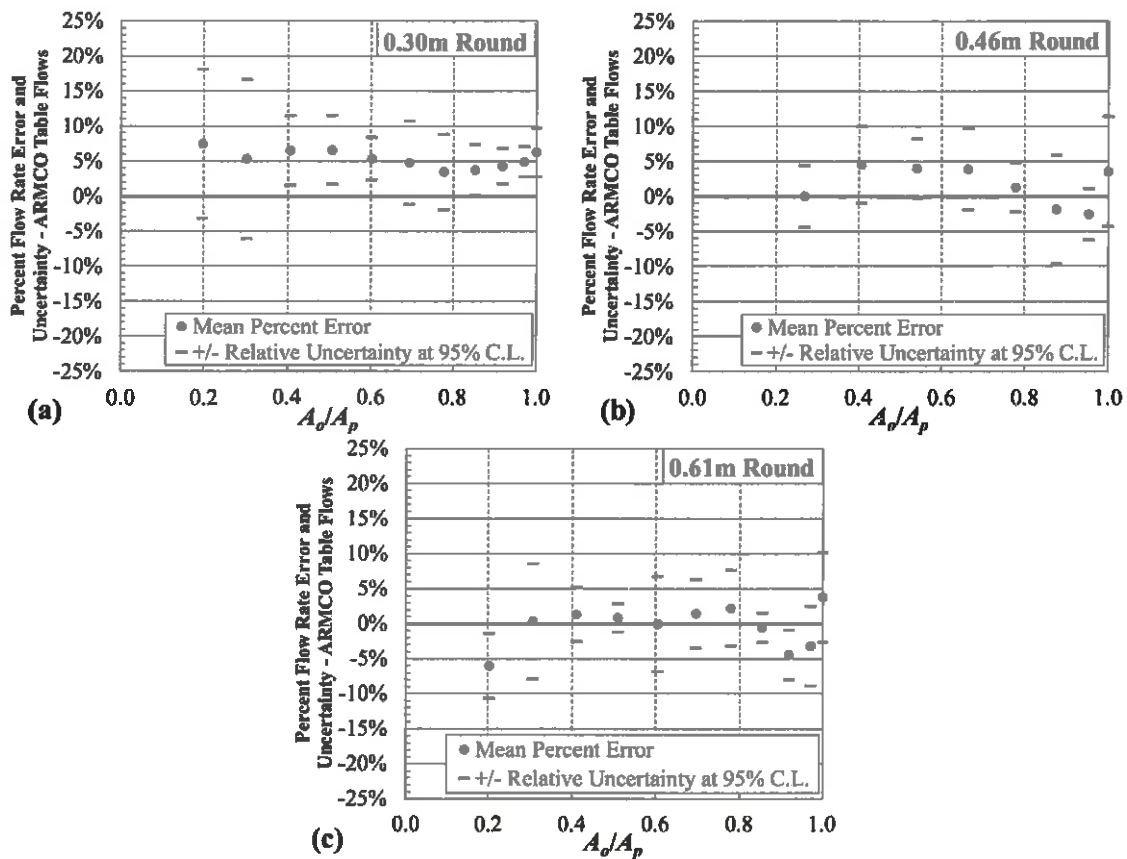 Percent Flow Rate Error and
Uncertainty - ARMCO Table Flows
25%
20%
15%
10%
5%
0%
-5%
-10%
-15%
-20%
-25%
0.30m Round
Mean Percent Error
+/- Relative Uncertainty at 95% C.L.
0.0 0.2 0.4 0.6 0.8 1.0
(a) Ao/Ap
Percent Flow Rate Error and
Uncertainty - ARMCO Table Flows
25%
20%
15%
10%
5%
0%
-5%
-10%
-15%
-20%
-25%
0.46m Round
Mean Percent Error
+/- Relative Uncertainty at 95% C.L.
0.0 0.2 0.4 0.6 0.8 1.0
(b) Ao/Ap
Percent Flow Rate Error and
Uncertainty - ARMCO Table Flows
25%
20%
15%
10%
5%
0%
-5%
-10%
-15%
-20%
-25%
0.61m Round
Mean Percent Error
+/- Relative Uncertainty at 95% C.L.
0.0 0.2 0.4 0.6 0.8 1.0
(c) Ao/Ap